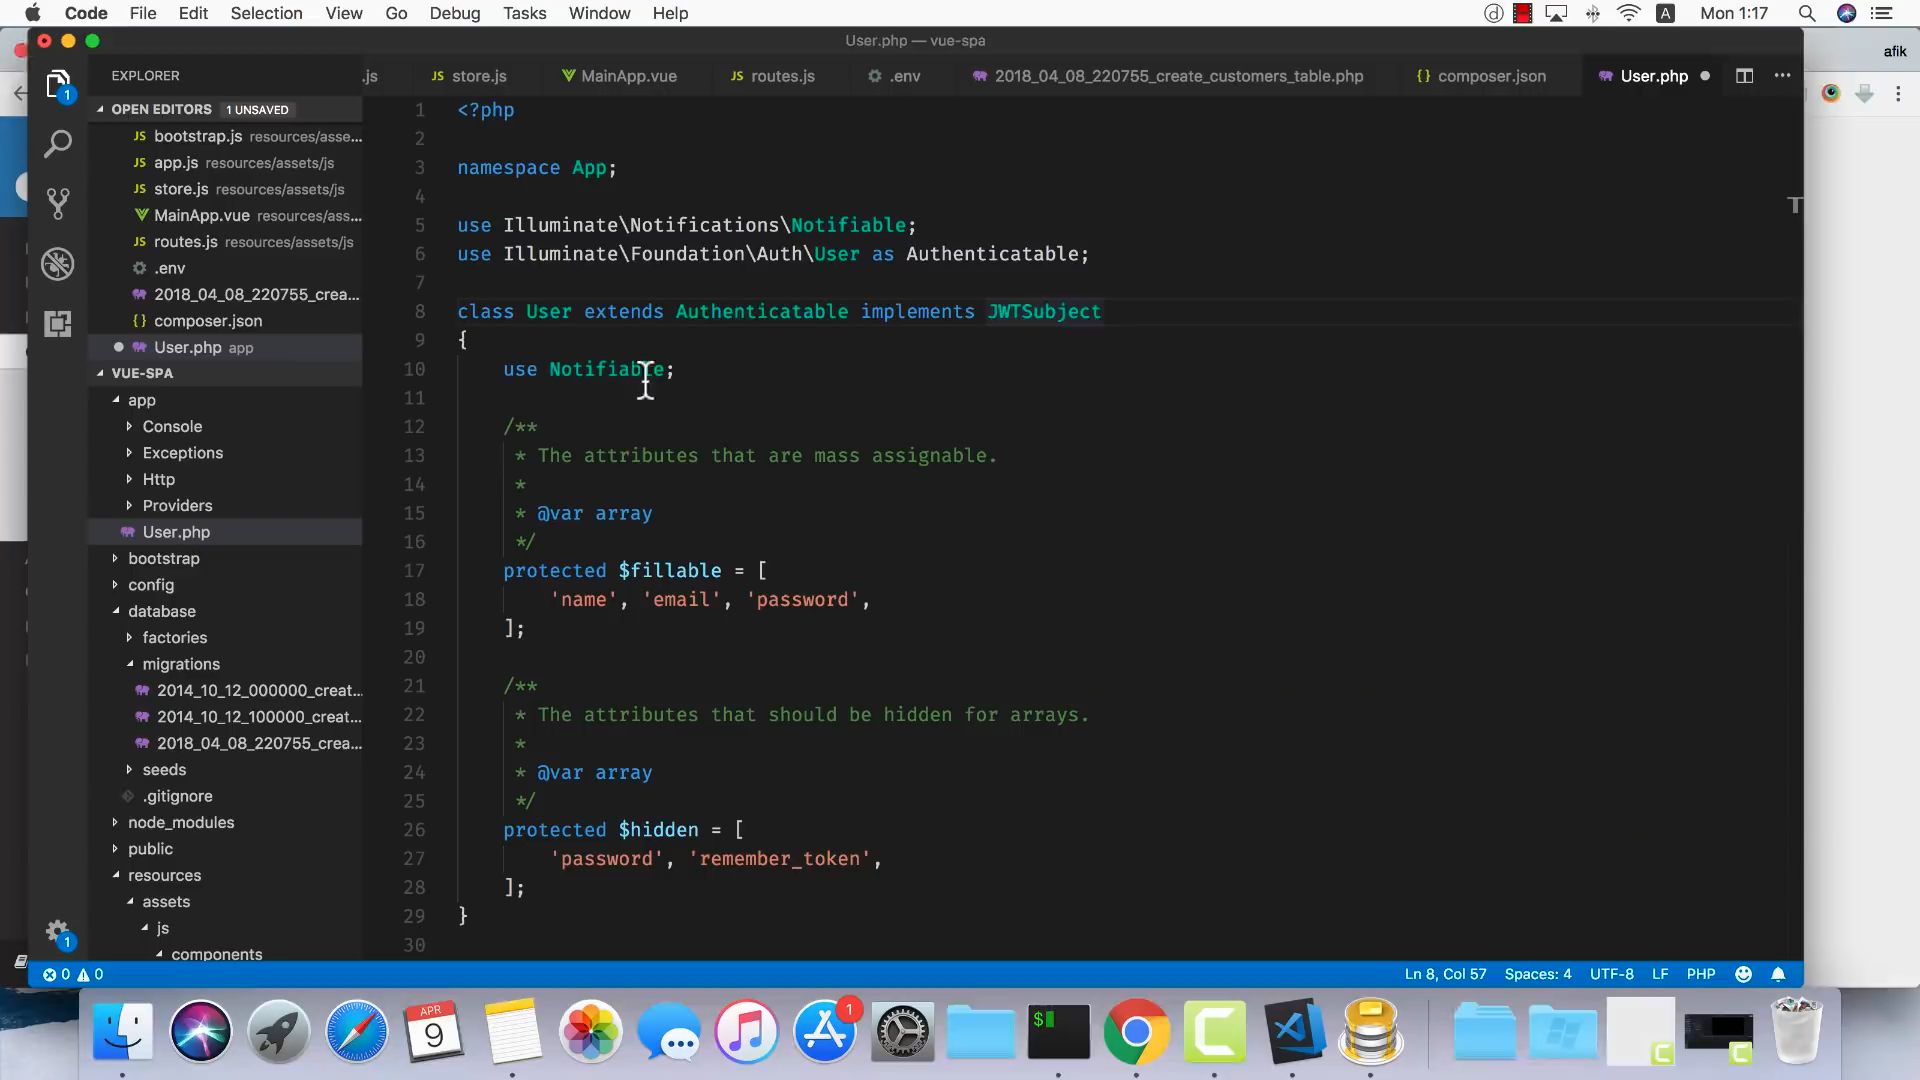 Code File Edit Selection View Go Debug Tasks Window Help
A Mon 1:17
User.php — vue-spa
afik
EXPLORER
.js JS store.js MainApp.vue JS routes.js .env 2018_04_08_220755_create_customers_table.php {} composer.json User.php
OPEN EDITORS 1 UNSAVED
JS bootstrap.js resources/asse...
JS app.js resources/assets/js
JS store.js resources/assets/js
MainApp.vue resources/ass...
JS routes.js resources/assets/js
.env
2018_04_08_220755_crea...
{} composer.json
User.php app
VUE-SPA
app
Console
Exceptions
Http
Providers
User.php
bootstrap
config
database
factories
migrations
2014_10_12_000000_creat...
2014_10_12_100000_creat...
2018_04_08_220755_crea...
seeds
.gitignore
node_modules
public
resources
assets
js
components
1 <?php
2
3 namespace App;
4
5 use Illuminate\Notifications\Notifiable;
6 use Illuminate\Foundation\Auth\User as Authenticatable;
7
8 class User extends Authenticatable implements JWTSubject
9 {
10 use Notifiable;
11
12 /**
13 * The attributes that are mass assignable.
14 *
15 * @var array
16 */
17 protected $fillable = [
18 'name', 'email', 'password',
19 ];
20
21 /**
22 * The attributes that should be hidden for arrays.
23 *
24 * @var array
25 */
26 protected $hidden = [
27 'password', 'remember_token',
28 ];
29 }
30
1
1
0 0
Ln 8, Col 57 Spaces: 4 UTF-8 LF PHP
APR
9
1
$